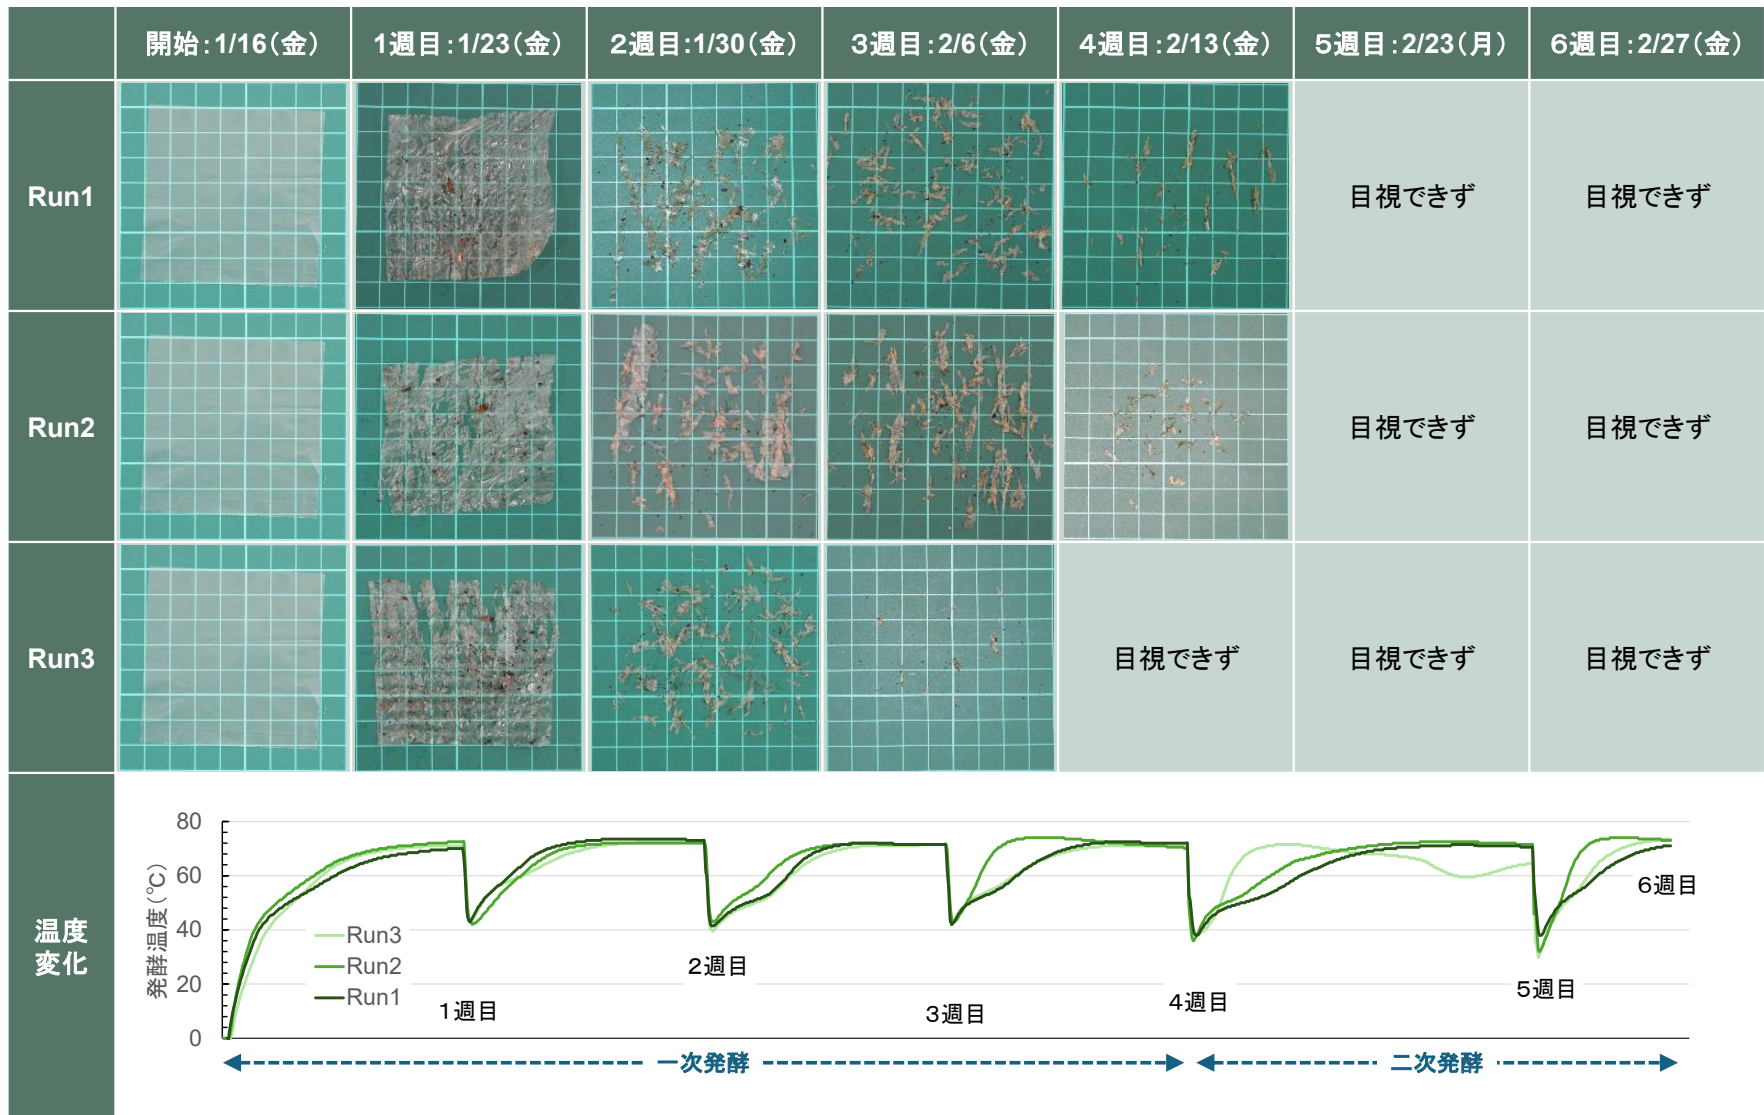 開始：1/16（金）
1週目：1/23（金）
2週目：1/30（金）
3週目：2/6（金）
4週目：2/13（金）
5週目：2/23（月）
6週目：2/27（金）
Run1
目視できず
目視できず
Run2
目視できず
目視できず
Run3
目視できず
目視できず
目視できず
温度
変化
発酵温度（℃）
80
60
40
20
0
Run3
Run2
Run1
1週目
2週目
3週目
4週目
5週目
6週目
一次発酵
二次発酵